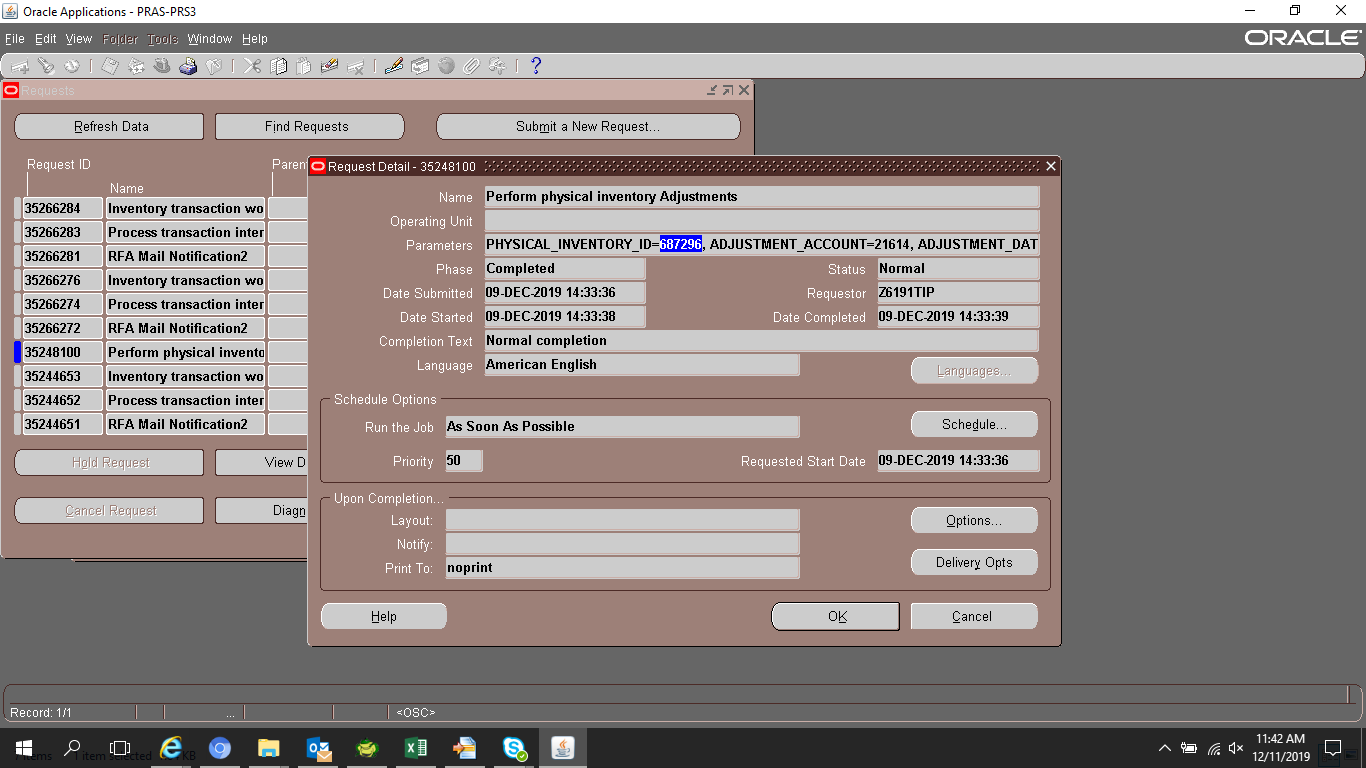 Oracle Applications - PRAS-PRS3
File Edit View Folder Tools Window Help
ORACLE
Requests
Refresh Data Find Requests Submit a New Request...
Request ID
Name
Paren
35266284 Inventory transaction wo
35266283 Process transaction inter
35266281 RFA Mail Notification2
35266276 Inventory transaction wo
35266274 Process transaction inter
35266272 RFA Mail Notification2
35248100 Perform physical invento
35244653 Inventory transaction wo
35244652 Process transaction inter
35244651 RFA Mail Notification2
Hold Request View D
Cancel Request Diagn
Request Detail - 35248100
Name Perform physical inventory Adjustments
Operating Unit
Parameters PHYSICAL_INVENTORY_ID=687296, ADJUSTMENT_ACCOUNT=21614, ADJUSTMENT_DAT
Phase Completed Status Normal
Date Submitted 09-DEC-2019 14:33:36 Requestor Z6191TIP
Date Started 09-DEC-2019 14:33:38 Date Completed 09-DEC-2019 14:33:39
Completion Text Normal completion
Language American English
Languages...
Schedule Options
Run the Job As Soon As Possible Schedule...
Priority 50 Requested Start Date 09-DEC-2019 14:33:36
Upon Completion...
Layout: Options...
Notify:
Print To: noprint Delivery Opts
Help OK Cancel
Record: 1/1 ... <OSC>
7 items 1 item selected KB
11:42 AM
12/11/2019